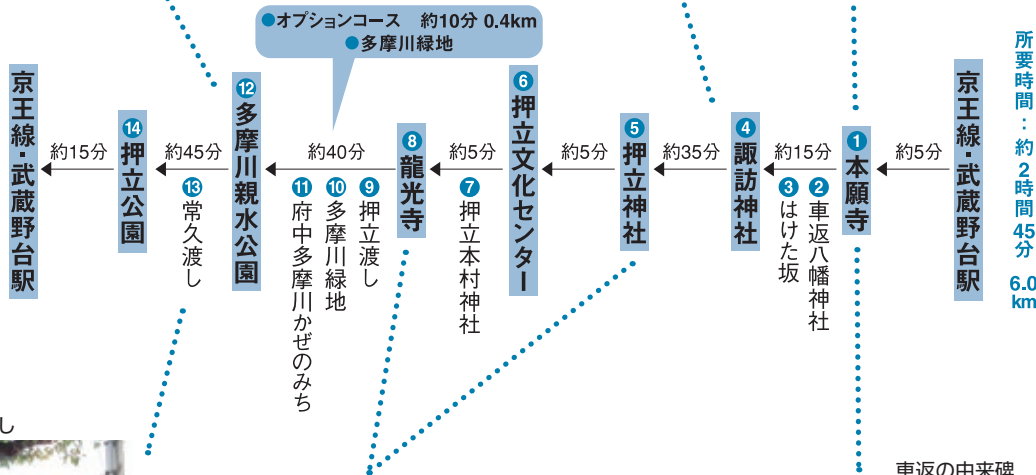 所要時間：約2時間45分 6.0km
京王線・武蔵野台駅
約5分
❶本願寺
約15分
❷車返八幡神社
❸はけた坂
❹諏訪神社
約35分
❺押立神社
約5分
❻押立文化センター
約5分
❼押立本村神社
❽龍光寺
●オプションコース 約10分 0.4km
●多摩川緑地
約40分
❾押立渡し
❿多摩川緑地
⓫府中多摩川かぜのみち
⓬多摩川親水公園
約45分
⓭常久渡し
⓮押立公園
約15分
京王線・武蔵野台駅
し
車返の由来碑